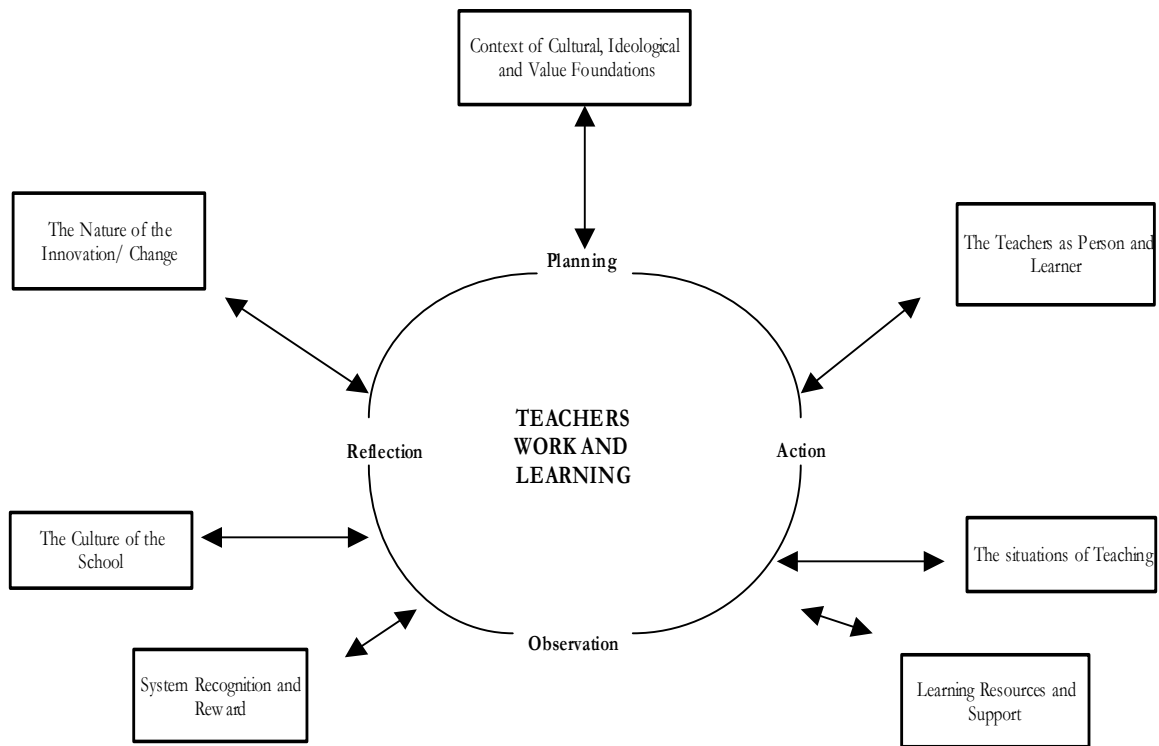 Context of Cultural, Ideological
and Value Foundations
The Nature of the
Innovation/ Change
The Teachers as Person and
Learner
Planning
TEACHERS
WORK AND
LEARNING
Reflection
Action
The Culture of the
School
The situations of Teaching
Observation
System Recognition and
Reward
Learning Resources and
Support